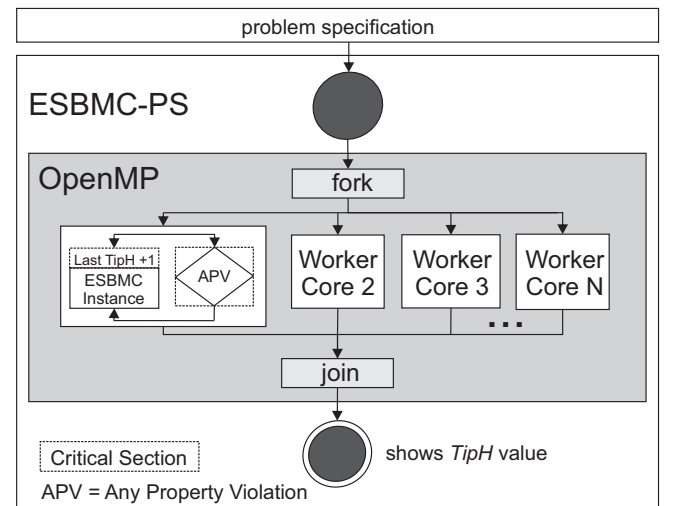 problem specification
ESBMC-PS
OpenMP
fork
Last TipH +1
ESBMC
Instance
APV
Worker
Core 2
Worker
Core 3
Worker
Core N
...
join
Critical Section
shows TipH value
APV = Any Property Violation